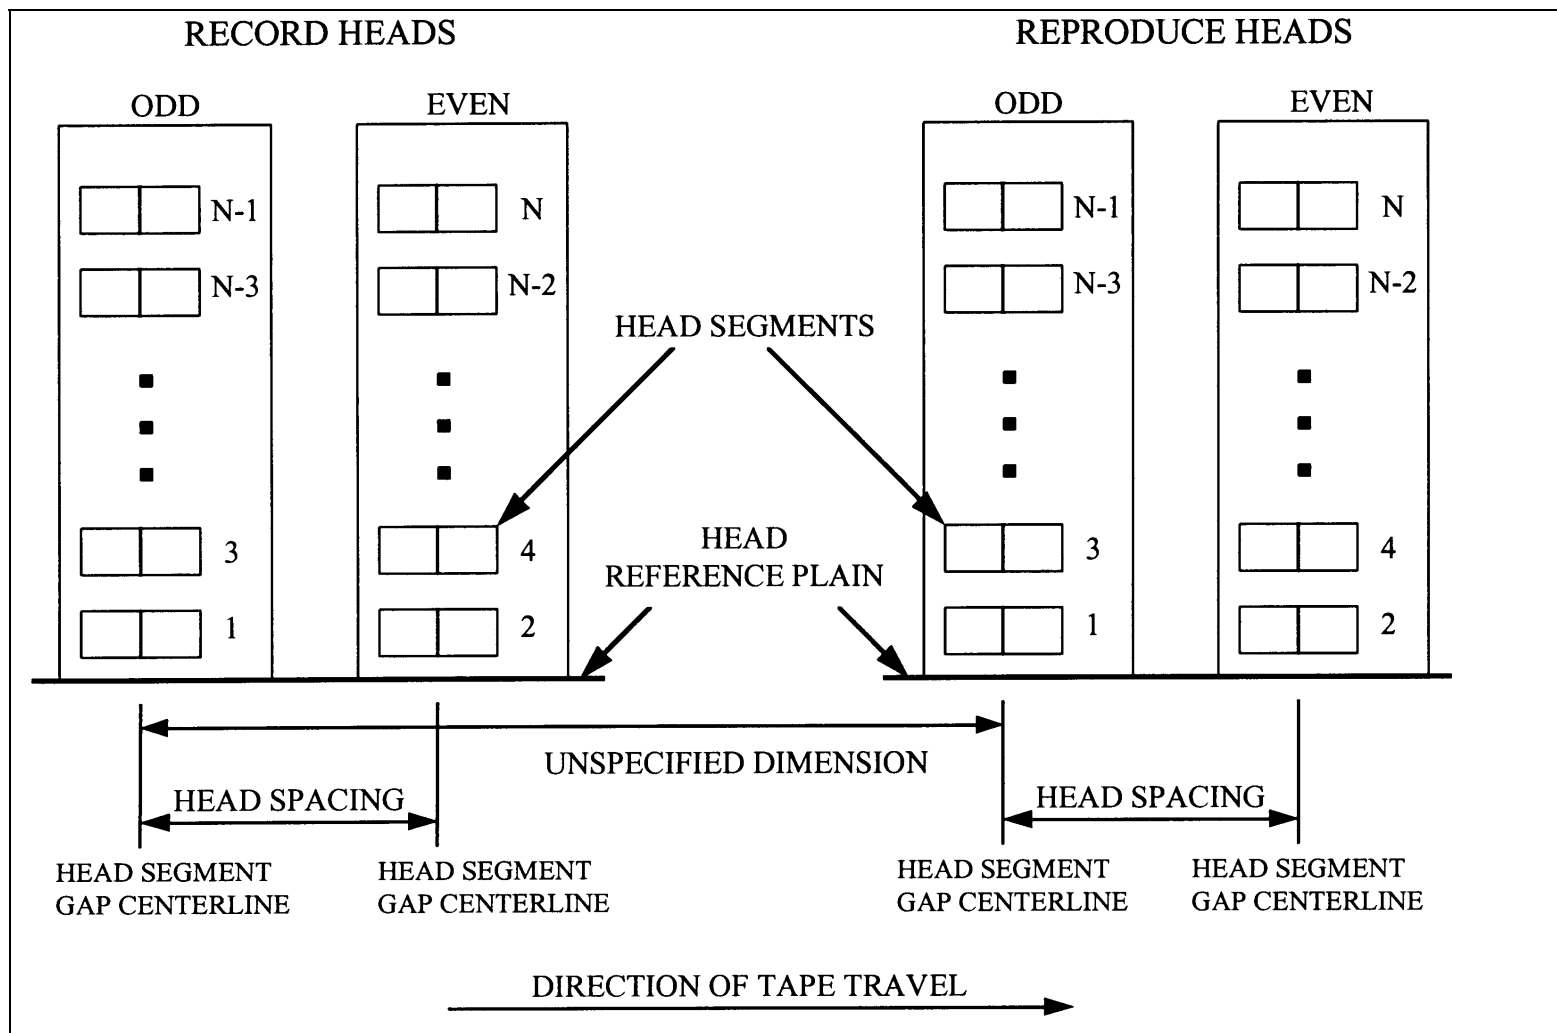 RECORD HEADS
REPRODUCE HEADS
ODD
EVEN
ODD
EVEN
N-1
N
N-1
N
N-3
N-2
N-3
N-2
HEAD SEGMENTS
3
4
HEAD
REFERENCE PLAIN
3
4
1
2
1
2
UNSPECIFIED DIMENSION
HEAD SPACING
HEAD SPACING
HEAD SEGMENT
GAP CENTERLINE
HEAD SEGMENT
GAP CENTERLINE
HEAD SEGMENT
GAP CENTERLINE
HEAD SEGMENT
GAP CENTERLINE
DIRECTION OF TAPE TRAVEL